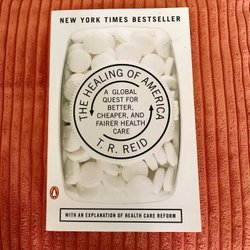 NEW YORK TIMES BESTSELLER
THE HEALING OF AMERICA
A GLOBAL
QUEST FOR
BETTER,
CHEAPER, AND
FAIRER HEALTH
CARE
T. R. REID
WITH AN EXPLANATION OF HEALTH CARE REFORM